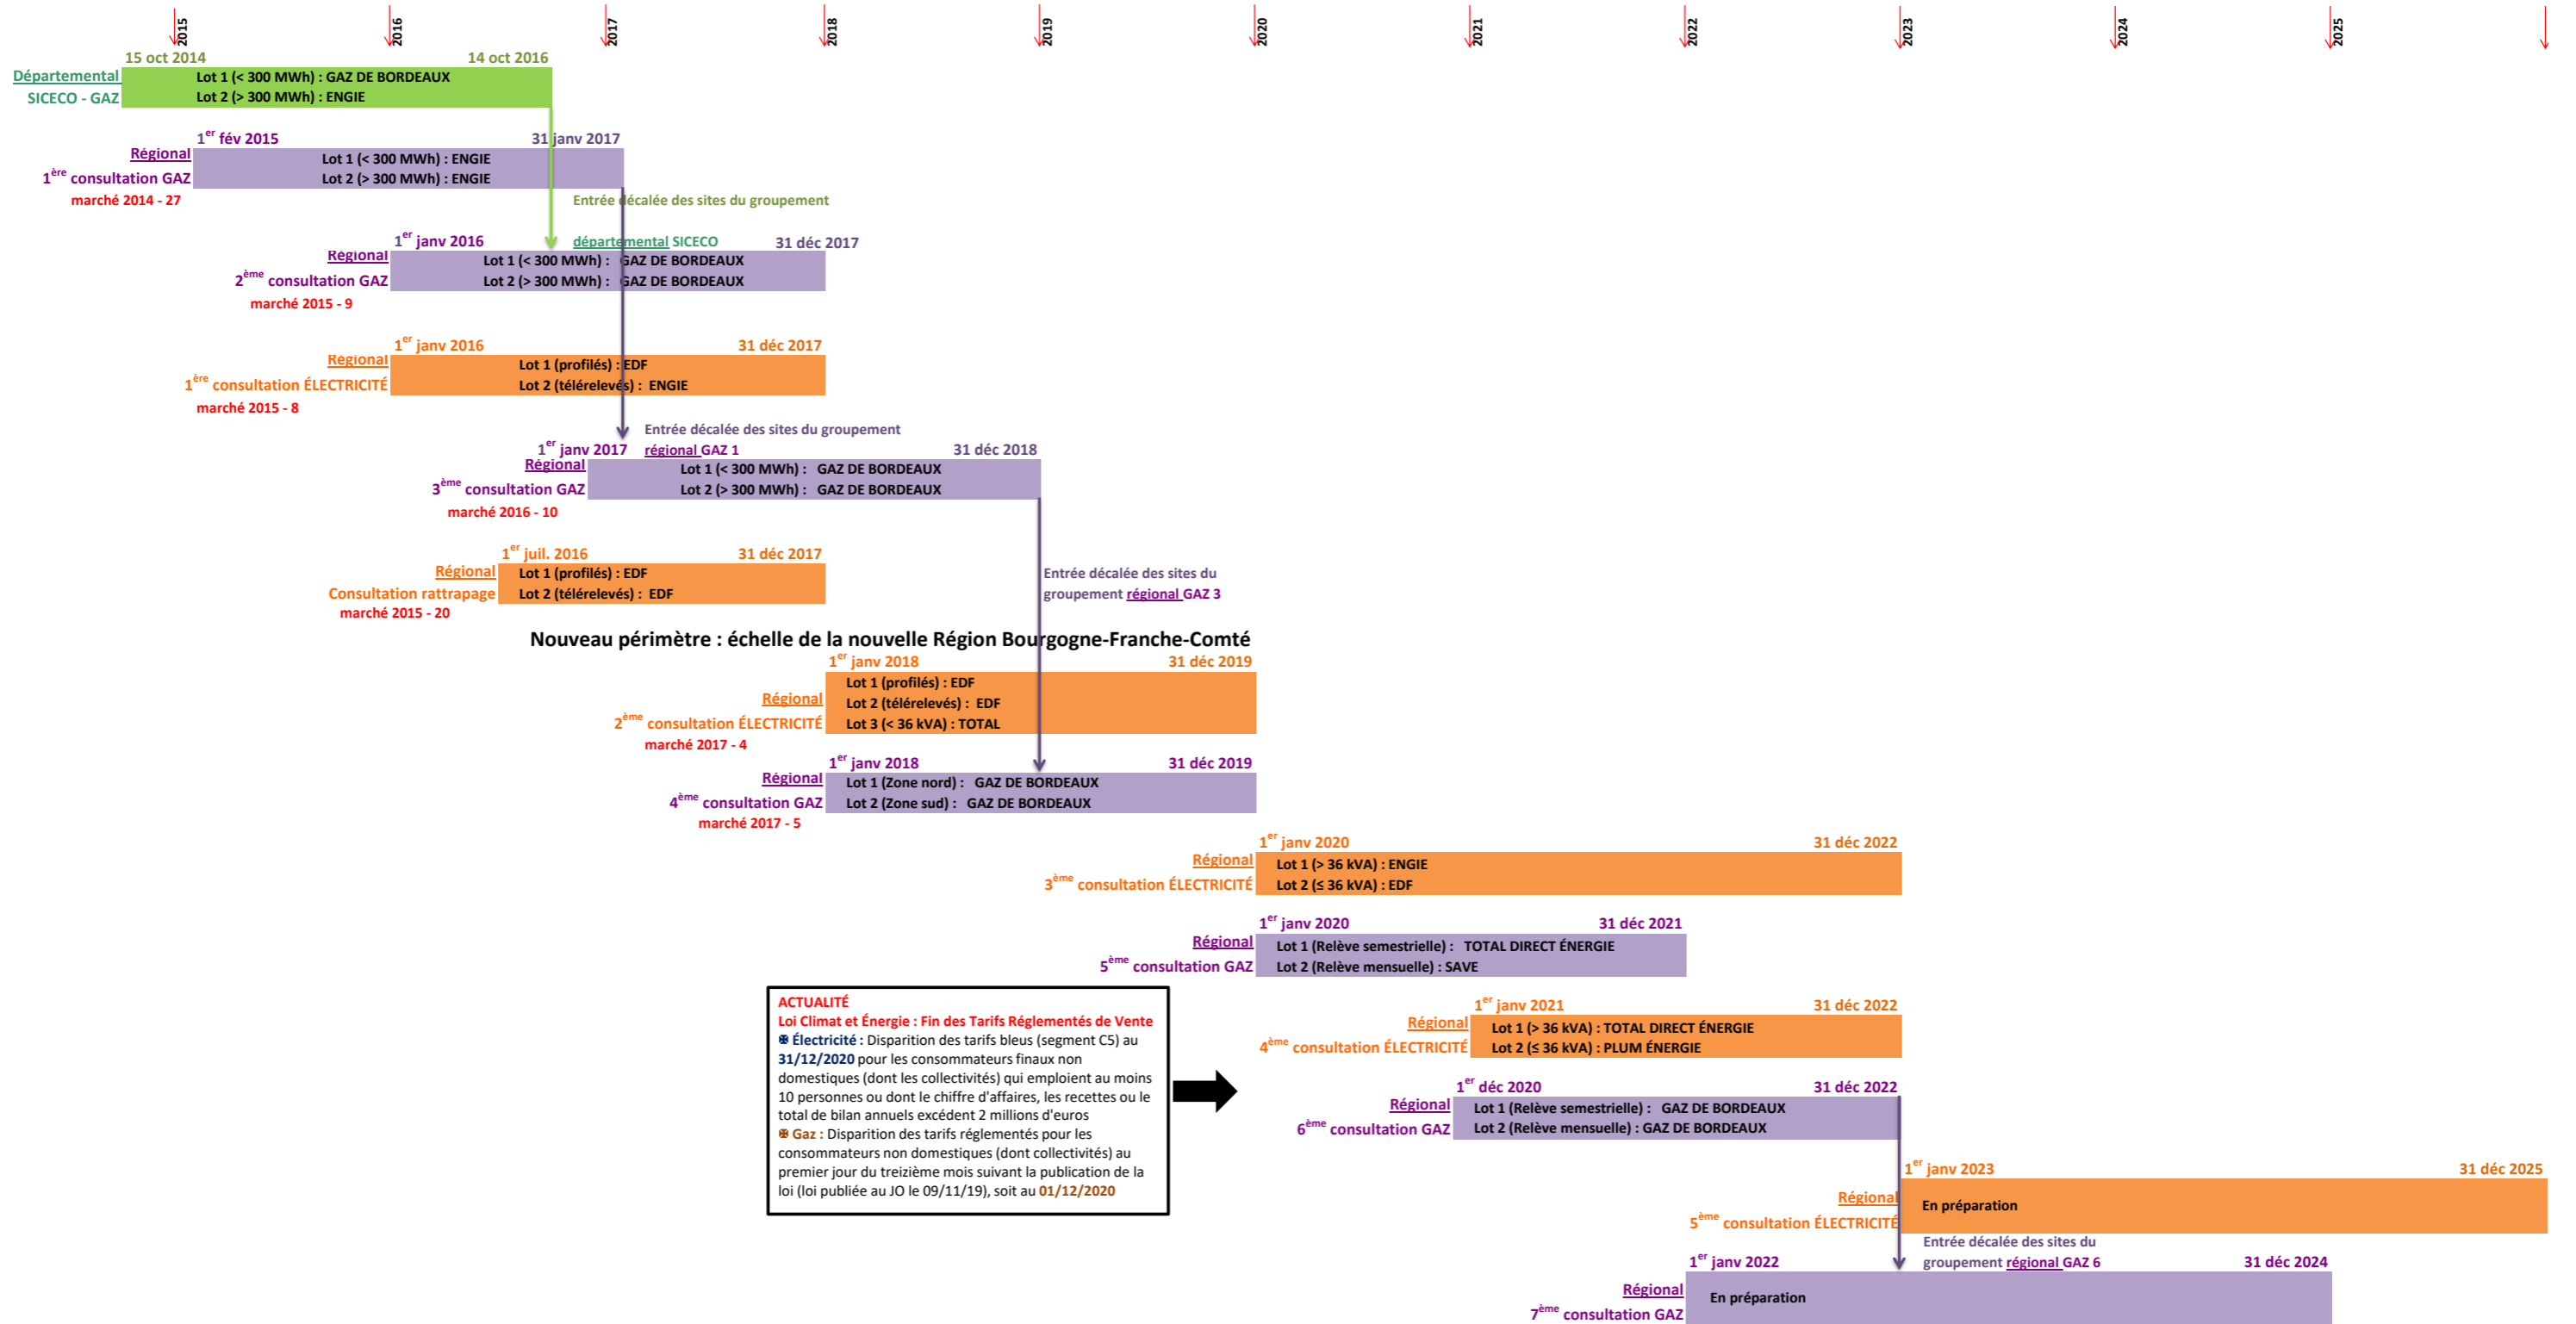 2015
2016
2017
2018
2019
2020
2021
2022
2023
2024
2025
15 oct 2014
14 oct 2016
Départemental
SICECO - GAZ
Lot 1 (< 300 MWh) : GAZ DE BORDEAUX
Lot 2 (> 300 MWh) : ENGIE
1er fév 2015
31 janv 2017
Régional
1ère consultation GAZ
marché 2014 - 27
Lot 1 (< 300 MWh) : ENGIE
Lot 2 (> 300 MWh) : ENGIE
Entrée décalée des sites du groupement
départemental SICECO
1er janv 2016
31 déc 2017
Régional
2ème consultation GAZ
marché 2015 - 9
Lot 1 (< 300 MWh) : GAZ DE BORDEAUX
Lot 2 (> 300 MWh) : GAZ DE BORDEAUX
1er janv 2016
31 déc 2017
Régional
1ère consultation ÉLECTRICITÉ
marché 2015 - 8
Lot 1 (profilés) : EDF
Lot 2 (télérelevés) : ENGIE
Entrée décalée des sites du groupement
régional GAZ 1
1er janv 2017
31 déc 2018
Régional
3ème consultation GAZ
marché 2016 - 10
Lot 1 (< 300 MWh) : GAZ DE BORDEAUX
Lot 2 (> 300 MWh) : GAZ DE BORDEAUX
1er juil. 2016
31 déc 2017
Régional
Consultation rattrapage
marché 2015 - 20
Lot 1 (profilés) : EDF
Lot 2 (télérelevés) : EDF
Entrée décalée des sites du
groupement régional GAZ 3
Nouveau périmètre : échelle de la nouvelle Région Bourgogne-Franche-Comté
1er janv 2018
31 déc 2019
Régional
2ème consultation ÉLECTRICITÉ
marché 2017 - 4
Lot 1 (profilés) : EDF
Lot 2 (télérelevés) : EDF
Lot 3 (< 36 kVA) : TOTAL
1er janv 2018
31 déc 2019
Régional
4ème consultation GAZ
marché 2017 - 5
Lot 1 (Zone nord) : GAZ DE BORDEAUX
Lot 2 (Zone sud) : GAZ DE BORDEAUX
1er janv 2020
31 déc 2022
Régional
3ème consultation ÉLECTRICITÉ
Lot 1 (> 36 kVA) : ENGIE
Lot 2 (≤ 36 kVA) : EDF
1er janv 2020
31 déc 2021
Régional
5ème consultation GAZ
Lot 1 (Relève semestrielle) : TOTAL DIRECT ÉNERGIE
Lot 2 (Relève mensuelle) : SAVE
ACTUALITÉ
Loi Climat et Énergie : Fin des Tarifs Réglementés de Vente
✠ Électricité : Disparition des tarifs bleus (segment C5) au
31/12/2020 pour les consommateurs finaux non
domestiques (dont les collectivités) qui emploient au moins
10 personnes ou dont le chiffre d'affaires, les recettes ou le
total de bilan annuels excédent 2 millions d'euros
✠ Gaz : Disparition des tarifs réglementés pour les
consommateurs non domestiques (dont collectivités) au
premier jour du treizième mois suivant la publication de la
loi (loi publiée au JO le 09/11/19), soit au 01/12/2020
1er janv 2021
31 déc 2022
Régional
4ème consultation ÉLECTRICITÉ
Lot 1 (> 36 kVA) : TOTAL DIRECT ÉNERGIE
Lot 2 (≤ 36 kVA) : PLUM ÉNERGIE
1er déc 2020
31 déc 2022
Régional
6ème consultation GAZ
Lot 1 (Relève semestrielle) : GAZ DE BORDEAUX
Lot 2 (Relève mensuelle) : GAZ DE BORDEAUX
1er janv 2023
31 déc 2025
Régional
5ème consultation ÉLECTRICITÉ
En préparation
Entrée décalée des sites du
groupement régional GAZ 6
1er janv 2022
31 déc 2024
Régional
7ème consultation GAZ
En préparation